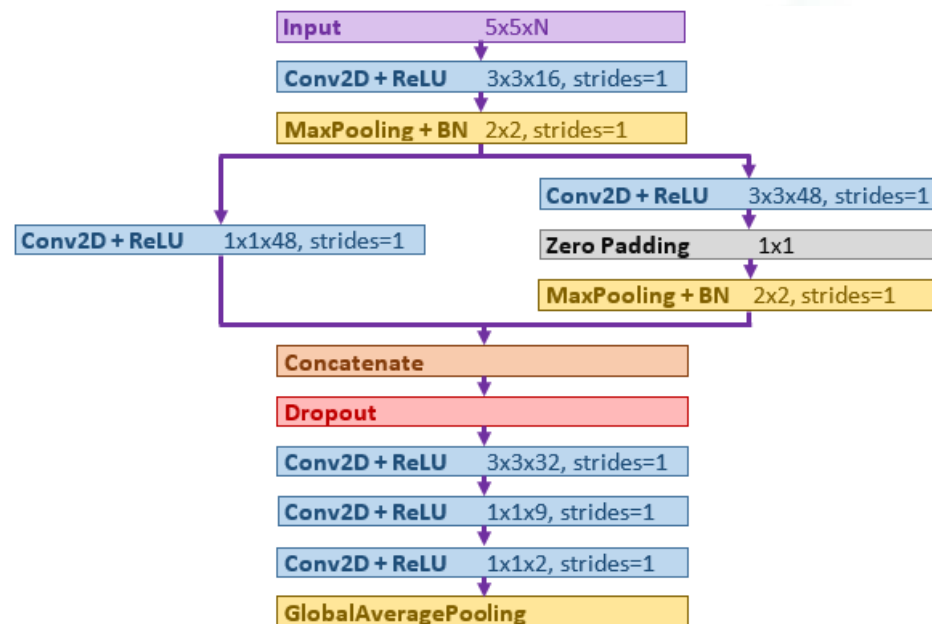 Input 5x5xN
Conv2D + ReLU 3x3x16, strides=1
MaxPooling + BN 2x2, strides=1
Conv2D + ReLU 1x1x48, strides=1
Conv2D + ReLU 3x3x48, strides=1
Zero Padding 1x1
MaxPooling + BN 2x2, strides=1
Concatenate
Dropout
Conv2D + ReLU 3x3x32, strides=1
Conv2D + ReLU 1x1x9, strides=1
Conv2D + ReLU 1x1x2, strides=1
GlobalAveragePooling